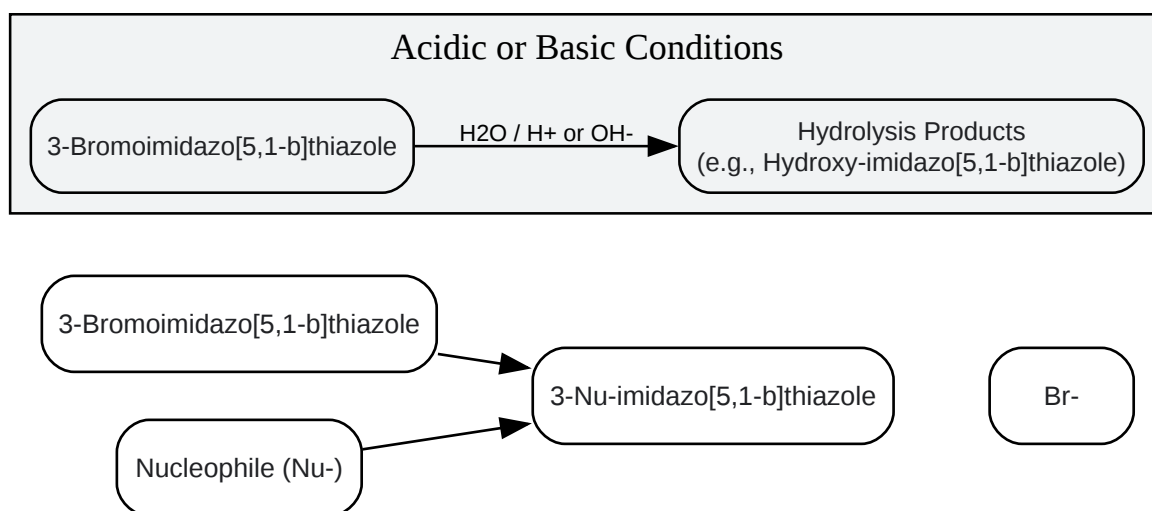 Acidic or Basic Conditions
3-Bromoimidazo[5,1-b]thiazole
H2O / H+ or OH-
Hydrolysis Products
(e.g., Hydroxy-imidazo[5,1-b]thiazole)
3-Bromoimidazo[5,1-b]thiazole
3-Nu-imidazo[5,1-b]thiazole
Br-
Nucleophile (Nu-)